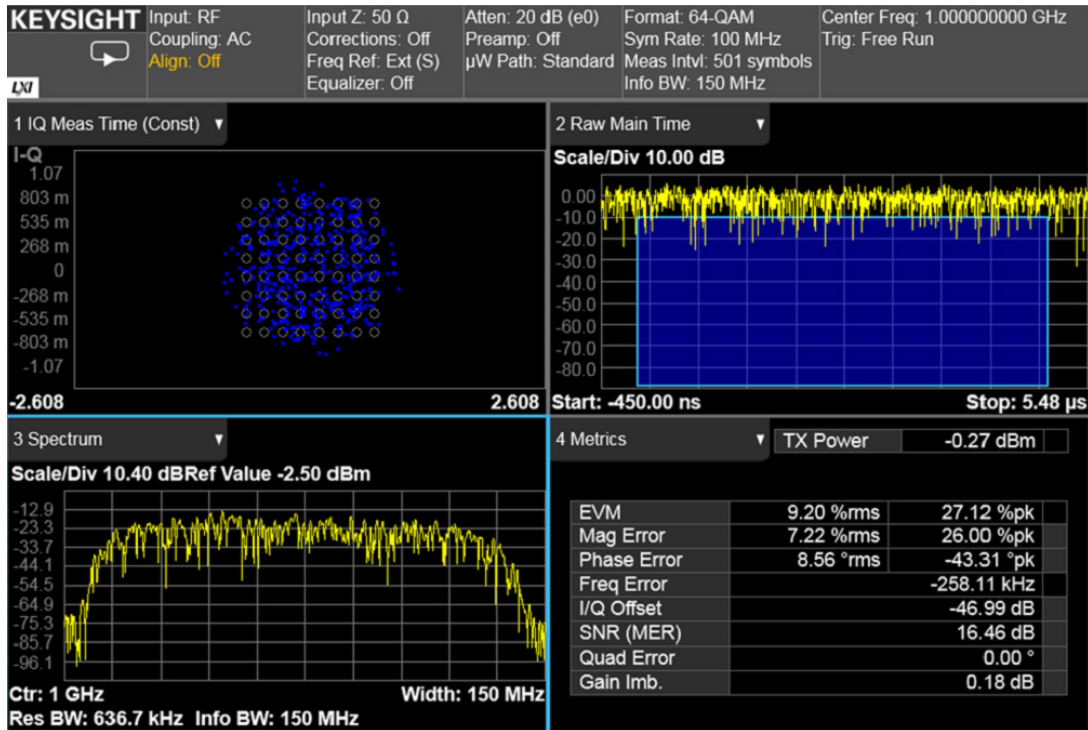 KEYSIGHT
LXI
Input: RF
Coupling: AC
Align: Off
Input Z: 50 Ω
Corrections: Off
Freq Ref: Ext (S)
Equalizer: Off
Atten: 20 dB (e0)
Preamp: Off
µW Path: Standard
Format: 64-QAM
Sym Rate: 100 MHz
Meas Intvl: 501 symbols
Info BW: 150 MHz
Center Freq: 1.000000000 GHz
Trig: Free Run
1 IQ Meas Time (Const)
I-Q
1.07
803 m
535 m
268 m
0
-268 m
-535 m
-803 m
-1.07
-2.608 2.608
2 Raw Main Time
Scale/Div 10.00 dB
0.00
-10.0
-20.0
-30.0
-40.0
-50.0
-60.0
-70.0
-80.0
Start: -450.00 ns Stop: 5.48 µs
3 Spectrum
Scale/Div 10.40 dBRef Value -2.50 dBm
-12.9
-23.3
-33.7
-44.1
-54.5
-64.9
-75.3
-85.7
-96.1
Ctr: 1 GHz Width: 150 MHz
Res BW: 636.7 kHz Info BW: 150 MHz
4 Metrics
TX Power -0.27 dBm
EVM 9.20 %rms 27.12 %pk
Mag Error 7.22 %rms 26.00 %pk
Phase Error 8.56 °rms -43.31 °pk
Freq Error -258.11 kHz
I/Q Offset -46.99 dB
SNR (MER) 16.46 dB
Quad Error 0.00 °
Gain Imb. 0.18 dB